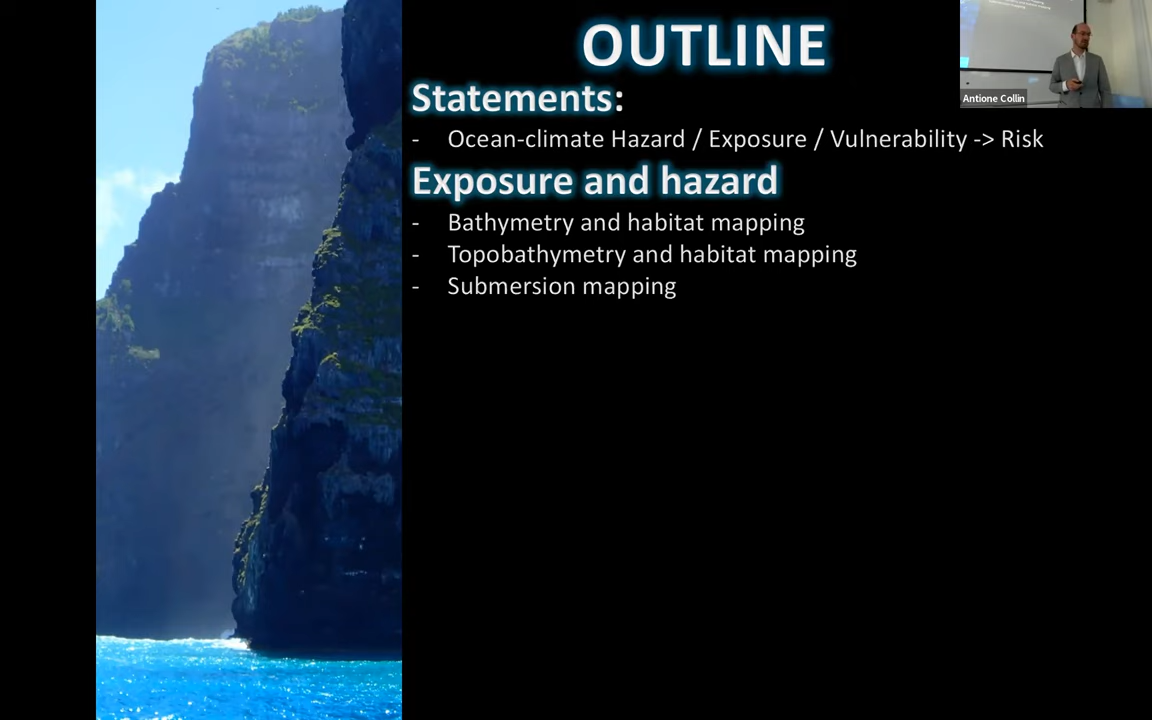 OUTLINE
Statements:
- Ocean-climate Hazard / Exposure / Vulnerability -> Risk
Exposure and hazard
- Bathymetry and habitat mapping
- Topobathymetry and habitat mapping
- Submersion mapping
Antione Collin